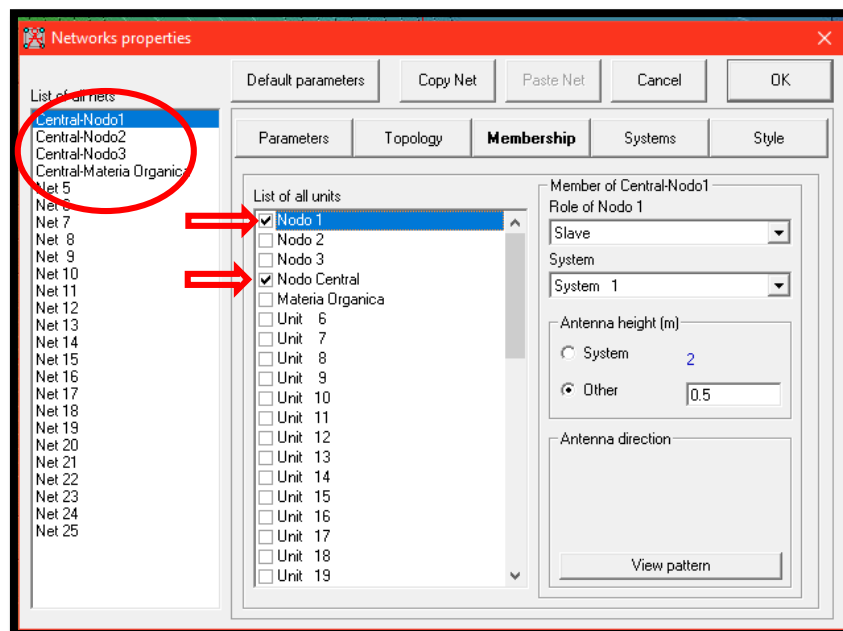 Networks properties
Default parameters
Copy Net
Paste Net
Cancel
OK
List of all nets
Central-Nodo1
Central-Nodo2
Central-Nodo3
Central-Materia Organica
Net 5
Net 6
Net 7
Net 8
Net 9
Net 10
Net 11
Net 12
Net 13
Net 14
Net 15
Net 16
Net 17
Net 18
Net 19
Net 20
Net 21
Net 22
Net 23
Net 24
Net 25
Parameters
Topology
Membership
Systems
Style
List of all units
Nodo 1
Nodo 2
Nodo 3
Nodo Central
Materia Organica
Unit 6
Unit 7
Unit 8
Unit 9
Unit 10
Unit 11
Unit 12
Unit 13
Unit 14
Unit 15
Unit 16
Unit 17
Unit 18
Unit 19
Member of Central-Nodo1
Role of Nodo 1
Slave
System
System 1
Antenna height (m)
System 2
Other 0.5
Antenna direction
View pattern